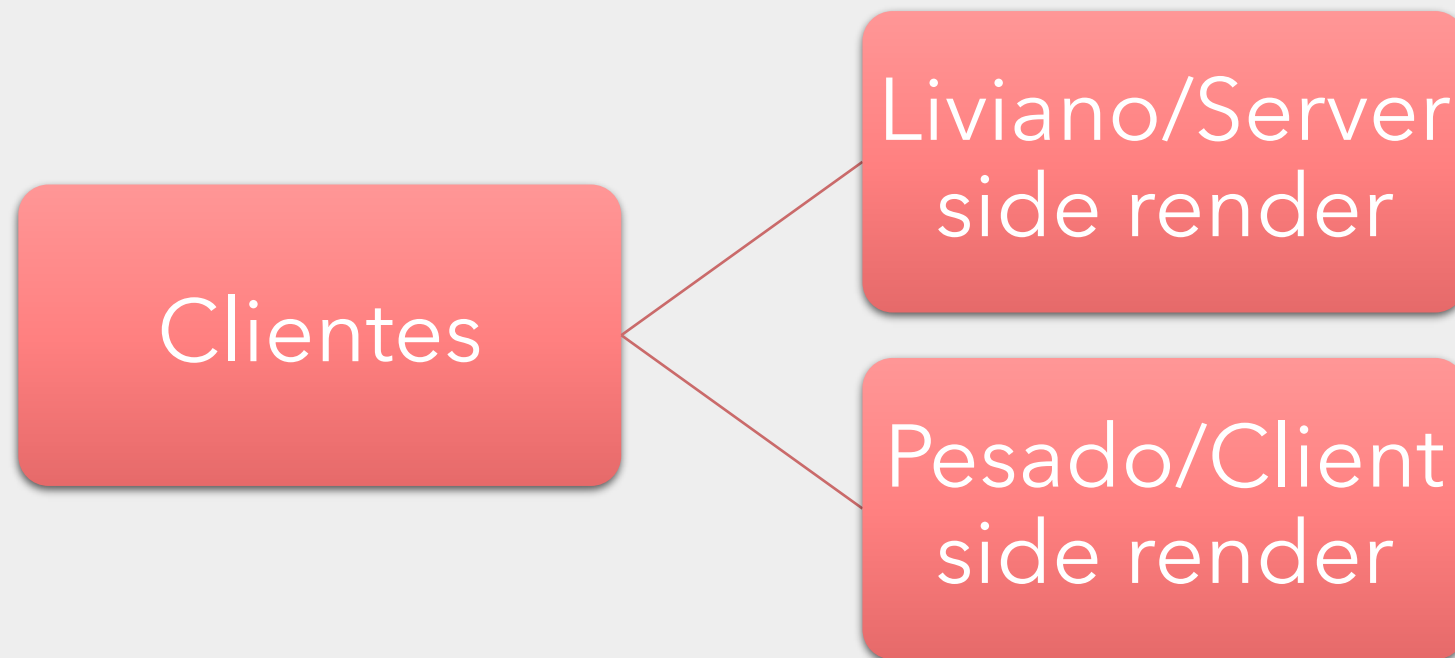 Clientes
Liviano/Server
side render
Pesado/Client
side render